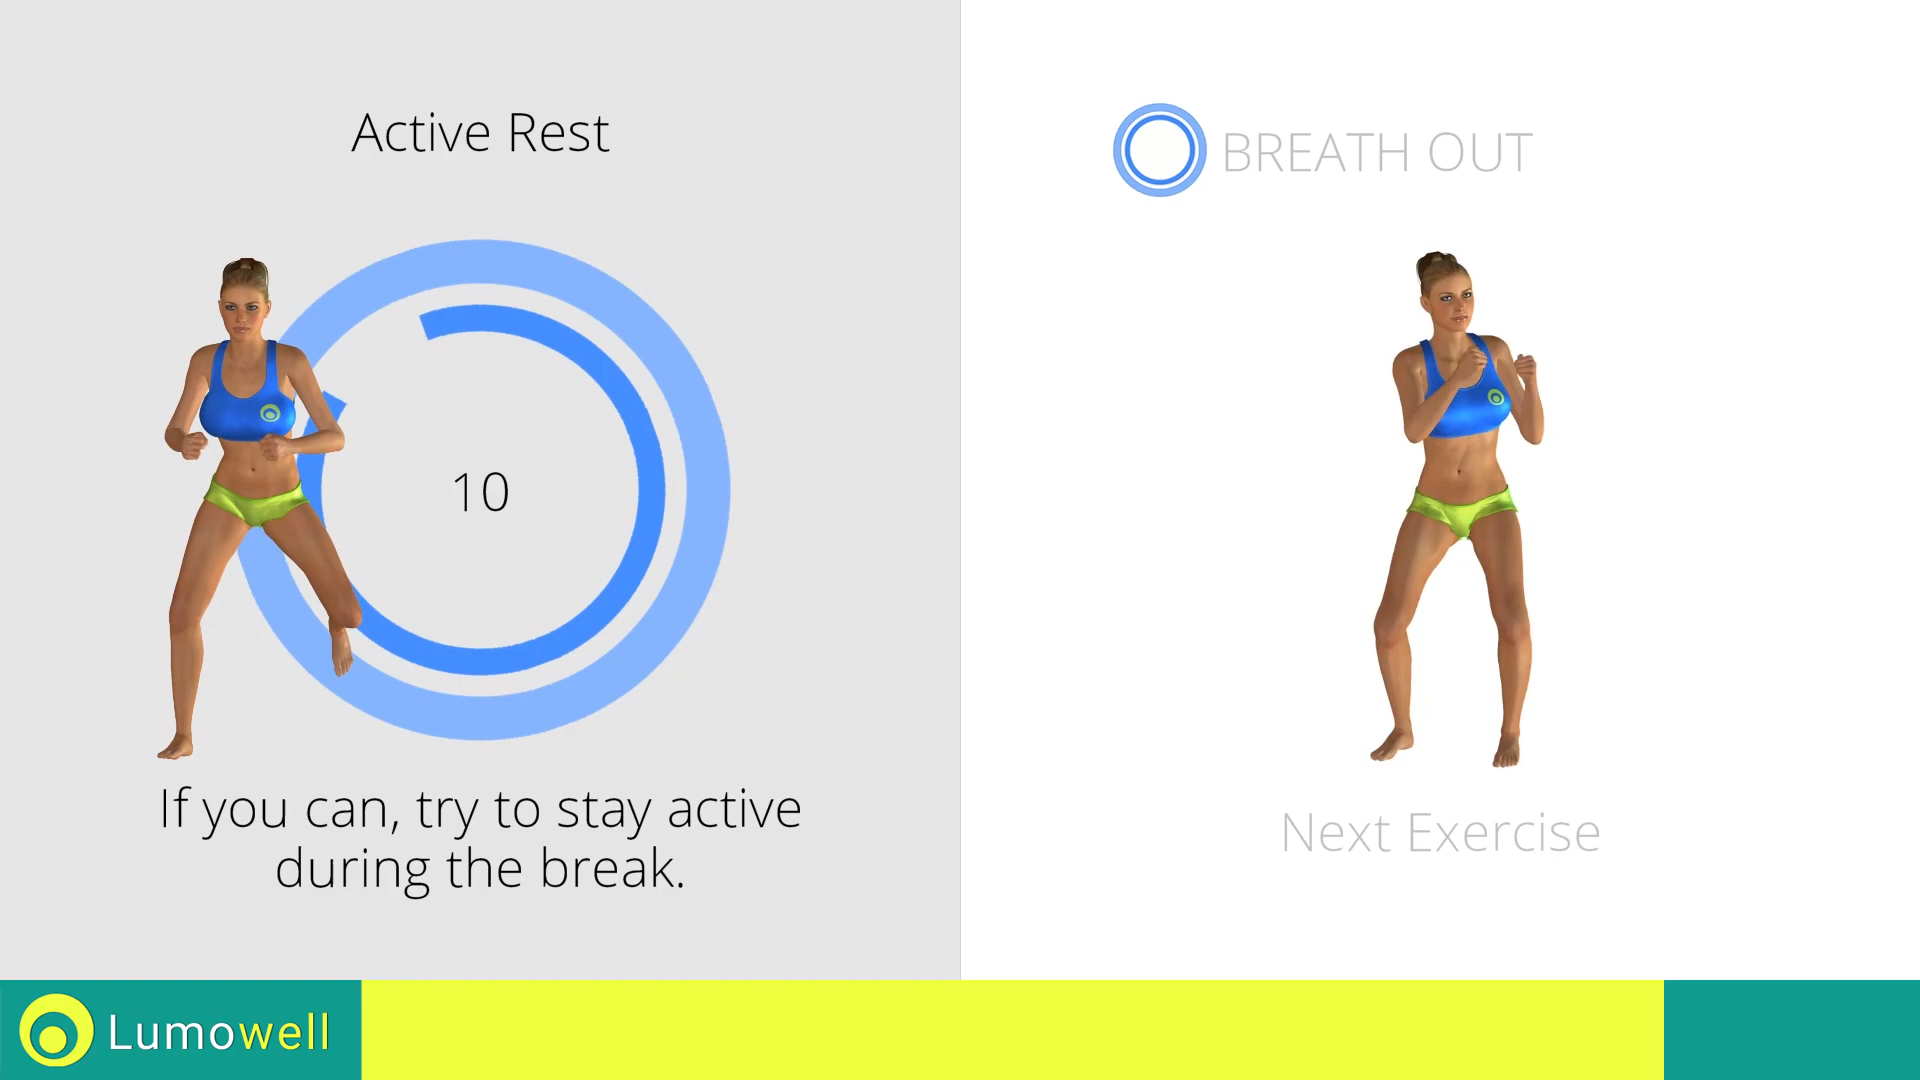 Active Rest
10
If you can, try to stay active
during the break.
BREATH OUT
Next Exercise
Lumowell